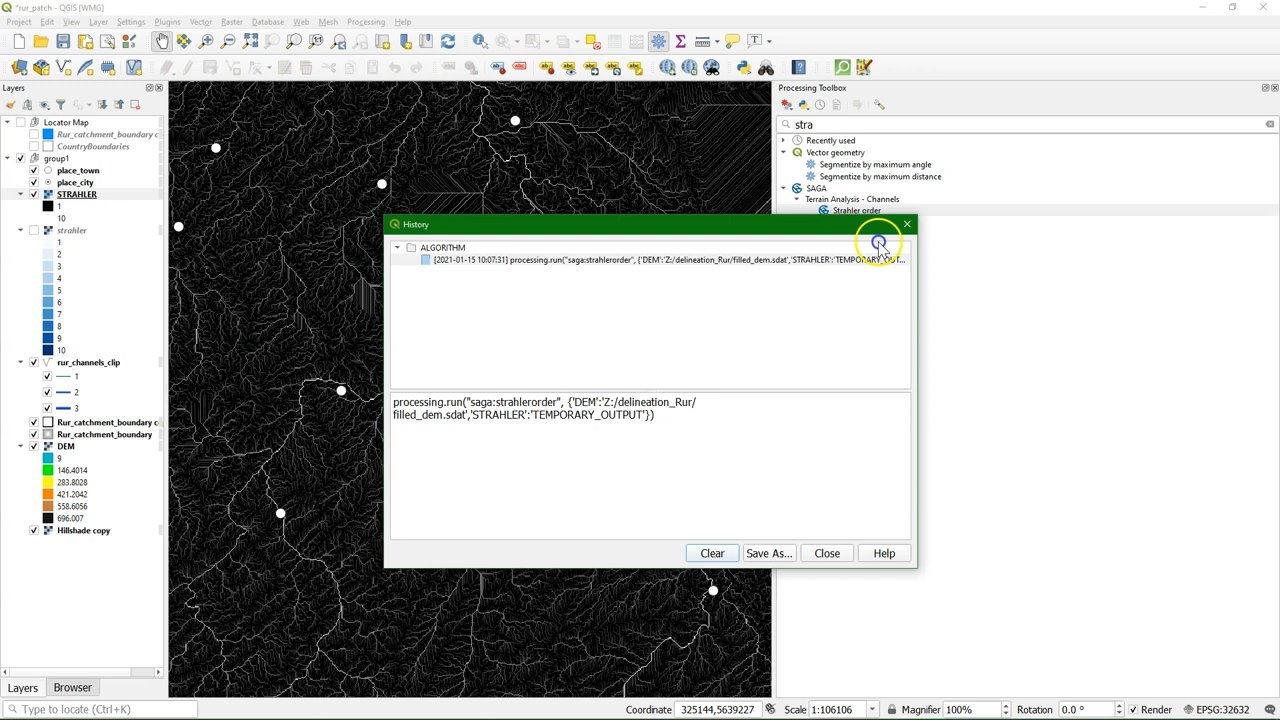 *rur_patch - QGIS [WMG]
Project Edit View Layer Settings Plugins Vector Raster Database Web Mesh Processing Help
Layers
Locator Map
Rur_catchment_boundary c
CountryBoundaries
group1
place_town
place_city
STRAHLER
1
10
strahler
1
2
3
4
5
6
7
8
9
10
rur_channels_clip
1
2
3
Rur_catchment_boundary c
Rur_catchment_boundary
DEM
9
146.4014
283.8028
421.2042
558.6056
696.007
Hillshade copy
Layers Browser
Type to locate (Ctrl+K)
Processing Toolbox
stra
Recently used
Vector geometry
Segmentize by maximum angle
Segmentize by maximum distance
SAGA
Terrain Analysis - Channels
Strahler order
History
ALGORITHM
[2021-01-15 10:07:31] processing.run("saga:strahlerorder", {'DEM':'Z:/delineation_Rur/filled_dem.sdat','STRAHLER':'TEMPORARY_OUT...
processing.run("saga:strahlerorder", {'DEM':'Z:/delineation_Rur/
filled_dem.sdat','STRAHLER':'TEMPORARY_OUTPUT'})
Clear Save As... Close Help
Coordinate 325144,5639227 Scale 1:106106 Magnifier 100% Rotation 0.0 ° Render EPSG:32632